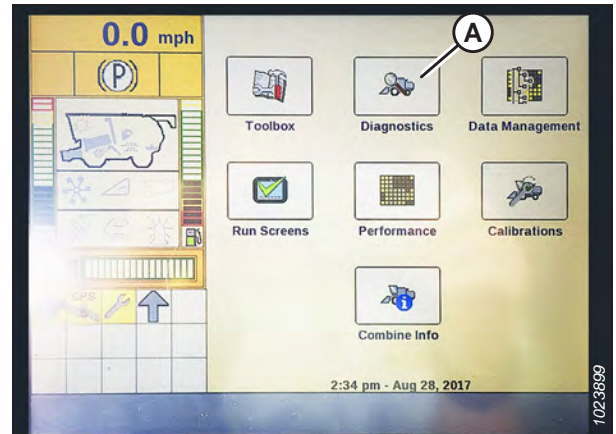 0.0 mph
A
(P)
Toolbox
Diagnostics
Data Management
Run Screens
Performance
Calibrations
GPS
Combine Info
2:34 pm - Aug 28, 2017
1023899